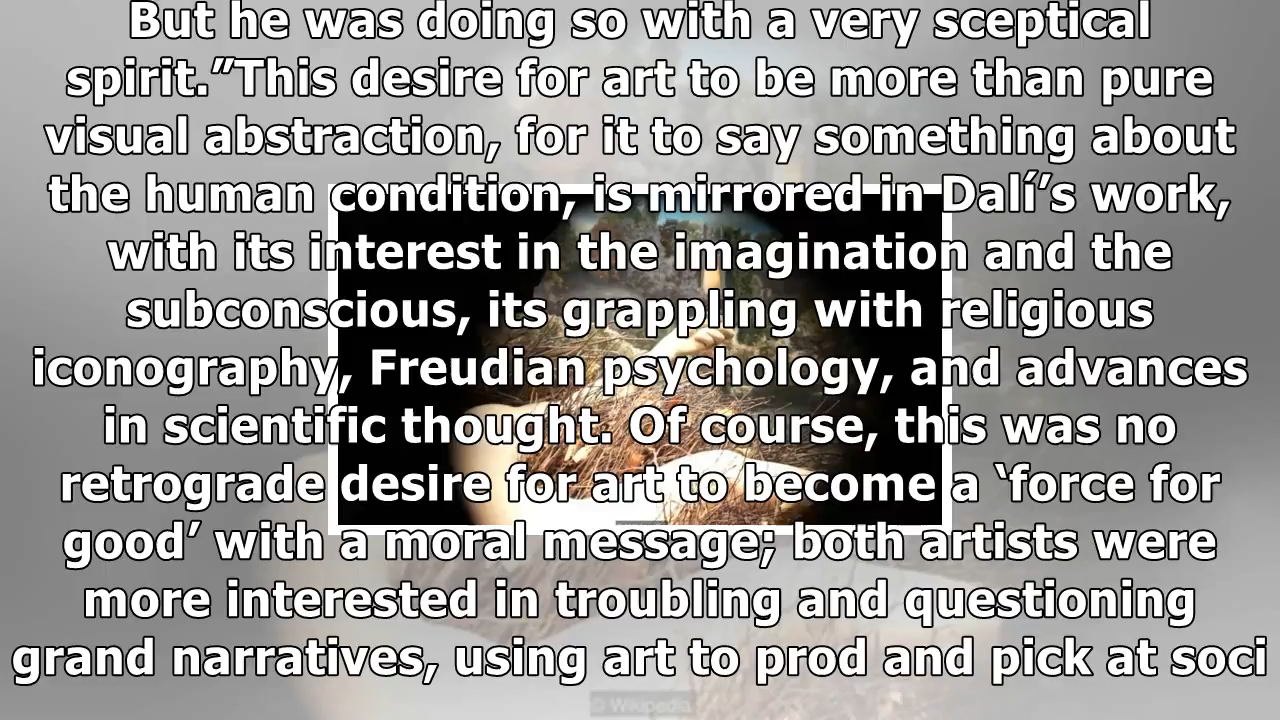 But he was doing so with a very sceptical
spirit.”This desire for art to be more than pure
visual abstraction, for it to say something about
the human condition, is mirrored in Dalí’s work,
with its interest in the imagination and the
subconscious, its grappling with religious
iconography, Freudian psychology, and advances
in scientific thought. Of course, this was no
retrograde desire for art to become a ‘force for
good’ with a moral message; both artists were
more interested in troubling and questioning
grand narratives, using art to prod and pick at soci
© Wikipedia